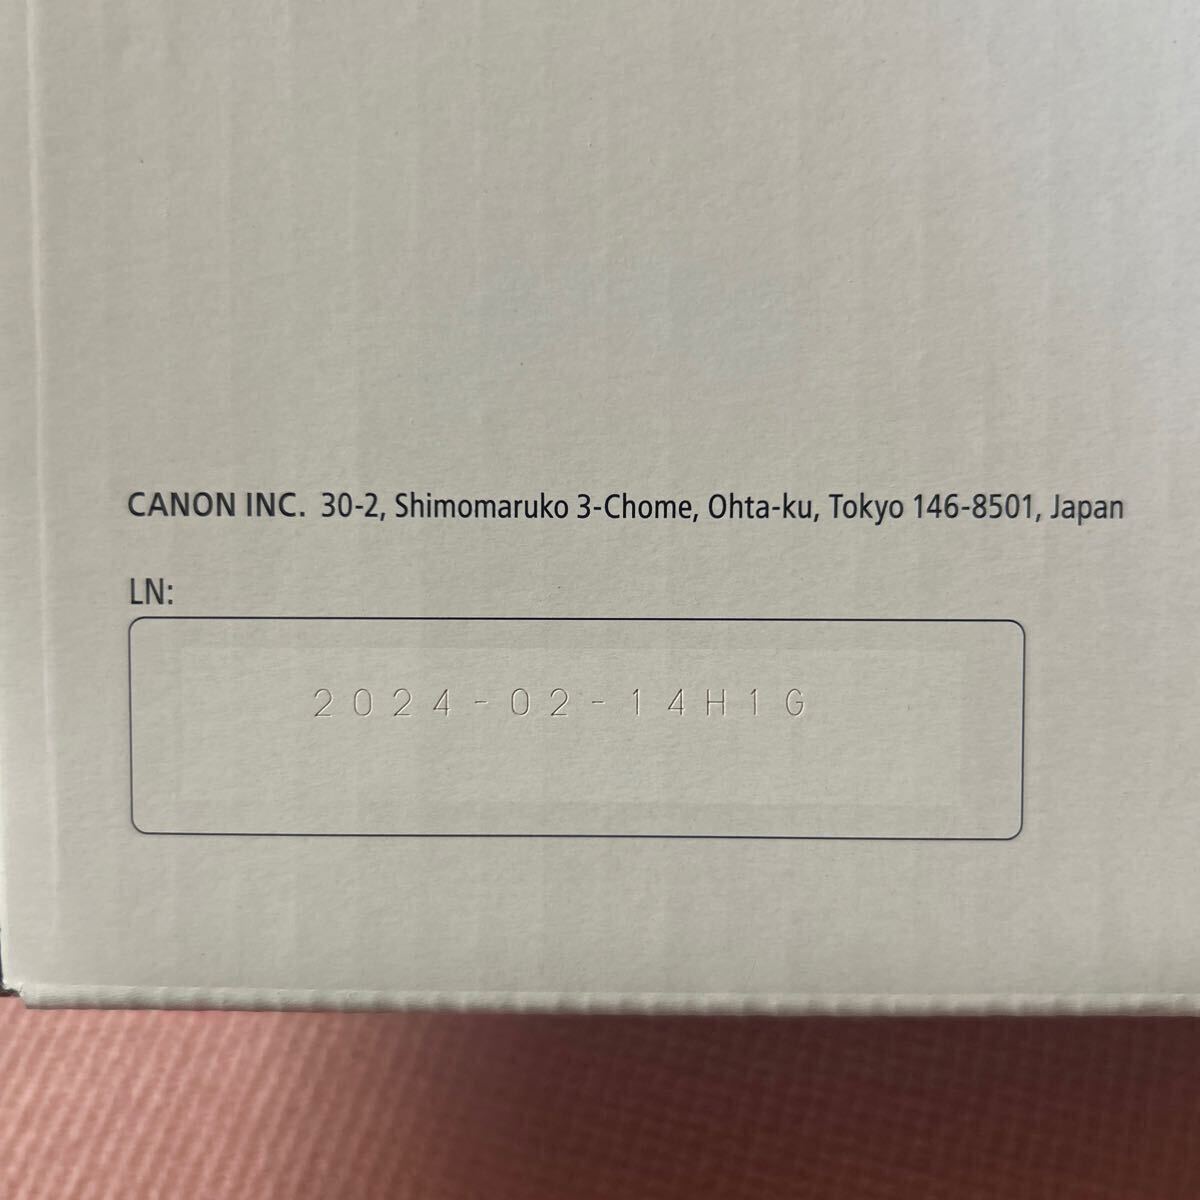 CANON INC. 30-2, Shimomaruko 3-Chome, Ohta-ku, Tokyo 146-8501, Japan
LN:
2024-02-14H1G